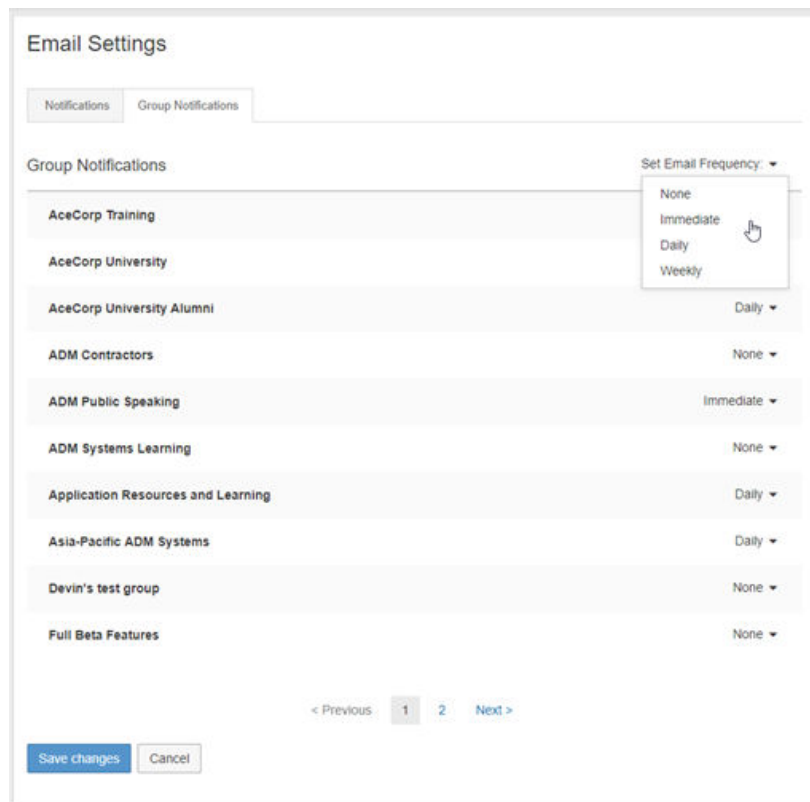 Email Settings
Notifications Group Notifications
Group Notifications Set Email Frequency:
None
AceCorp Training
Immediate
Daily
AceCorp University
Weekly
AceCorp University Alumni Daily
ADM Contractors None
ADM Public Speaking Immediate
ADM Systems Learning None
Application Resources and Learning Daily
Asia-Pacific ADM Systems Daily
Devin's test group None
Full Beta Features None
< Previous 1 2 Next >
Save changes Cancel